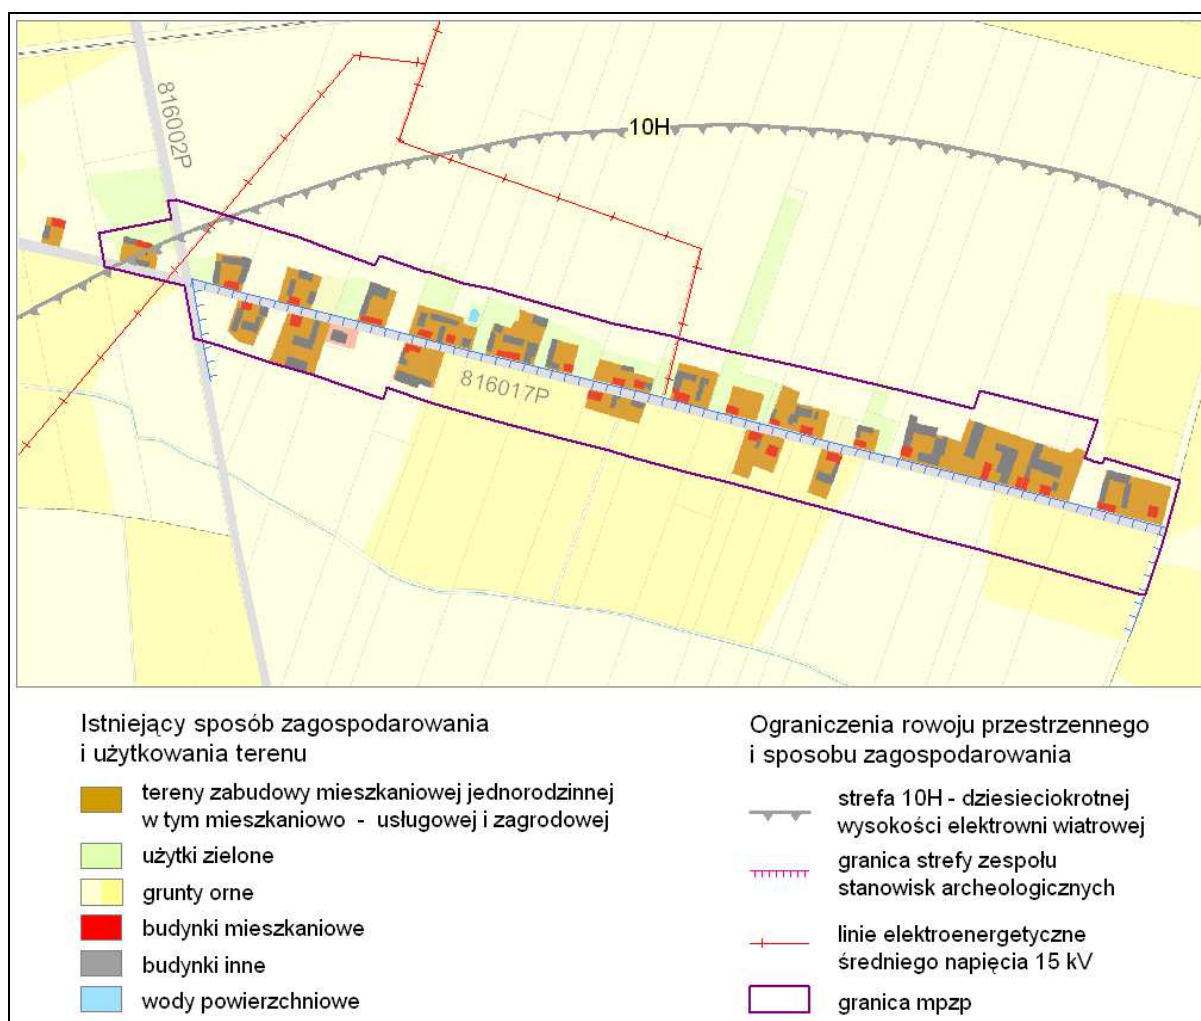 10H
816002P
816017P
Istniejący sposób zagospodarowania
i użytkowania terenu
tereny zabudowy mieszkaniowej jednorodzinnej
w tym mieszkaniowo - usługowej i zagrodowej
użytki zielone
grunty orne
budynki mieszkaniowe
budynki inne
wody powierzchniowe
Ograniczenia rowoju przestrzennego
i sposobu zagospodarowania
strefa 10H - dziesieciokrotnej
wysokości elektrowni wiatrowej
granica strefy zespołu
stanowisk archeologicznych
linie elektroenergetyczne
średniego napięcia 15 kV
granica mpzp